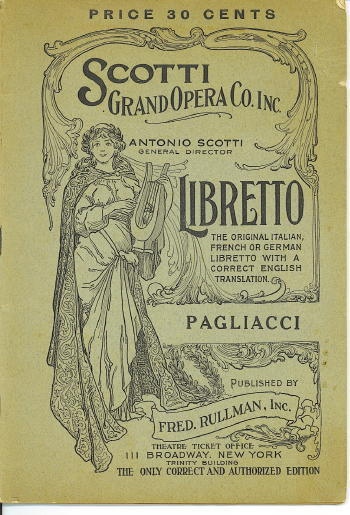 PRICE 30 CENTS
SCOTTI
GRAND OPERA CO. INC.
ANTONIO SCOTTI
GENERAL DIRECTOR
LIBRETTO
THE ORIGINAL ITALIAN,
FRENCH OR GERMAN
LIBRETTO WITH A
CORRECT ENGLISH
TRANSLATION.
PAGLIACCI
PUBLISHED BY
FRED. RULLMAN, INC.
THEATRE TICKET OFFICE
111 BROADWAY. NEW YORK
TRINITY BUILDING
THE ONLY CORRECT AND AUTHORIZED EDITION